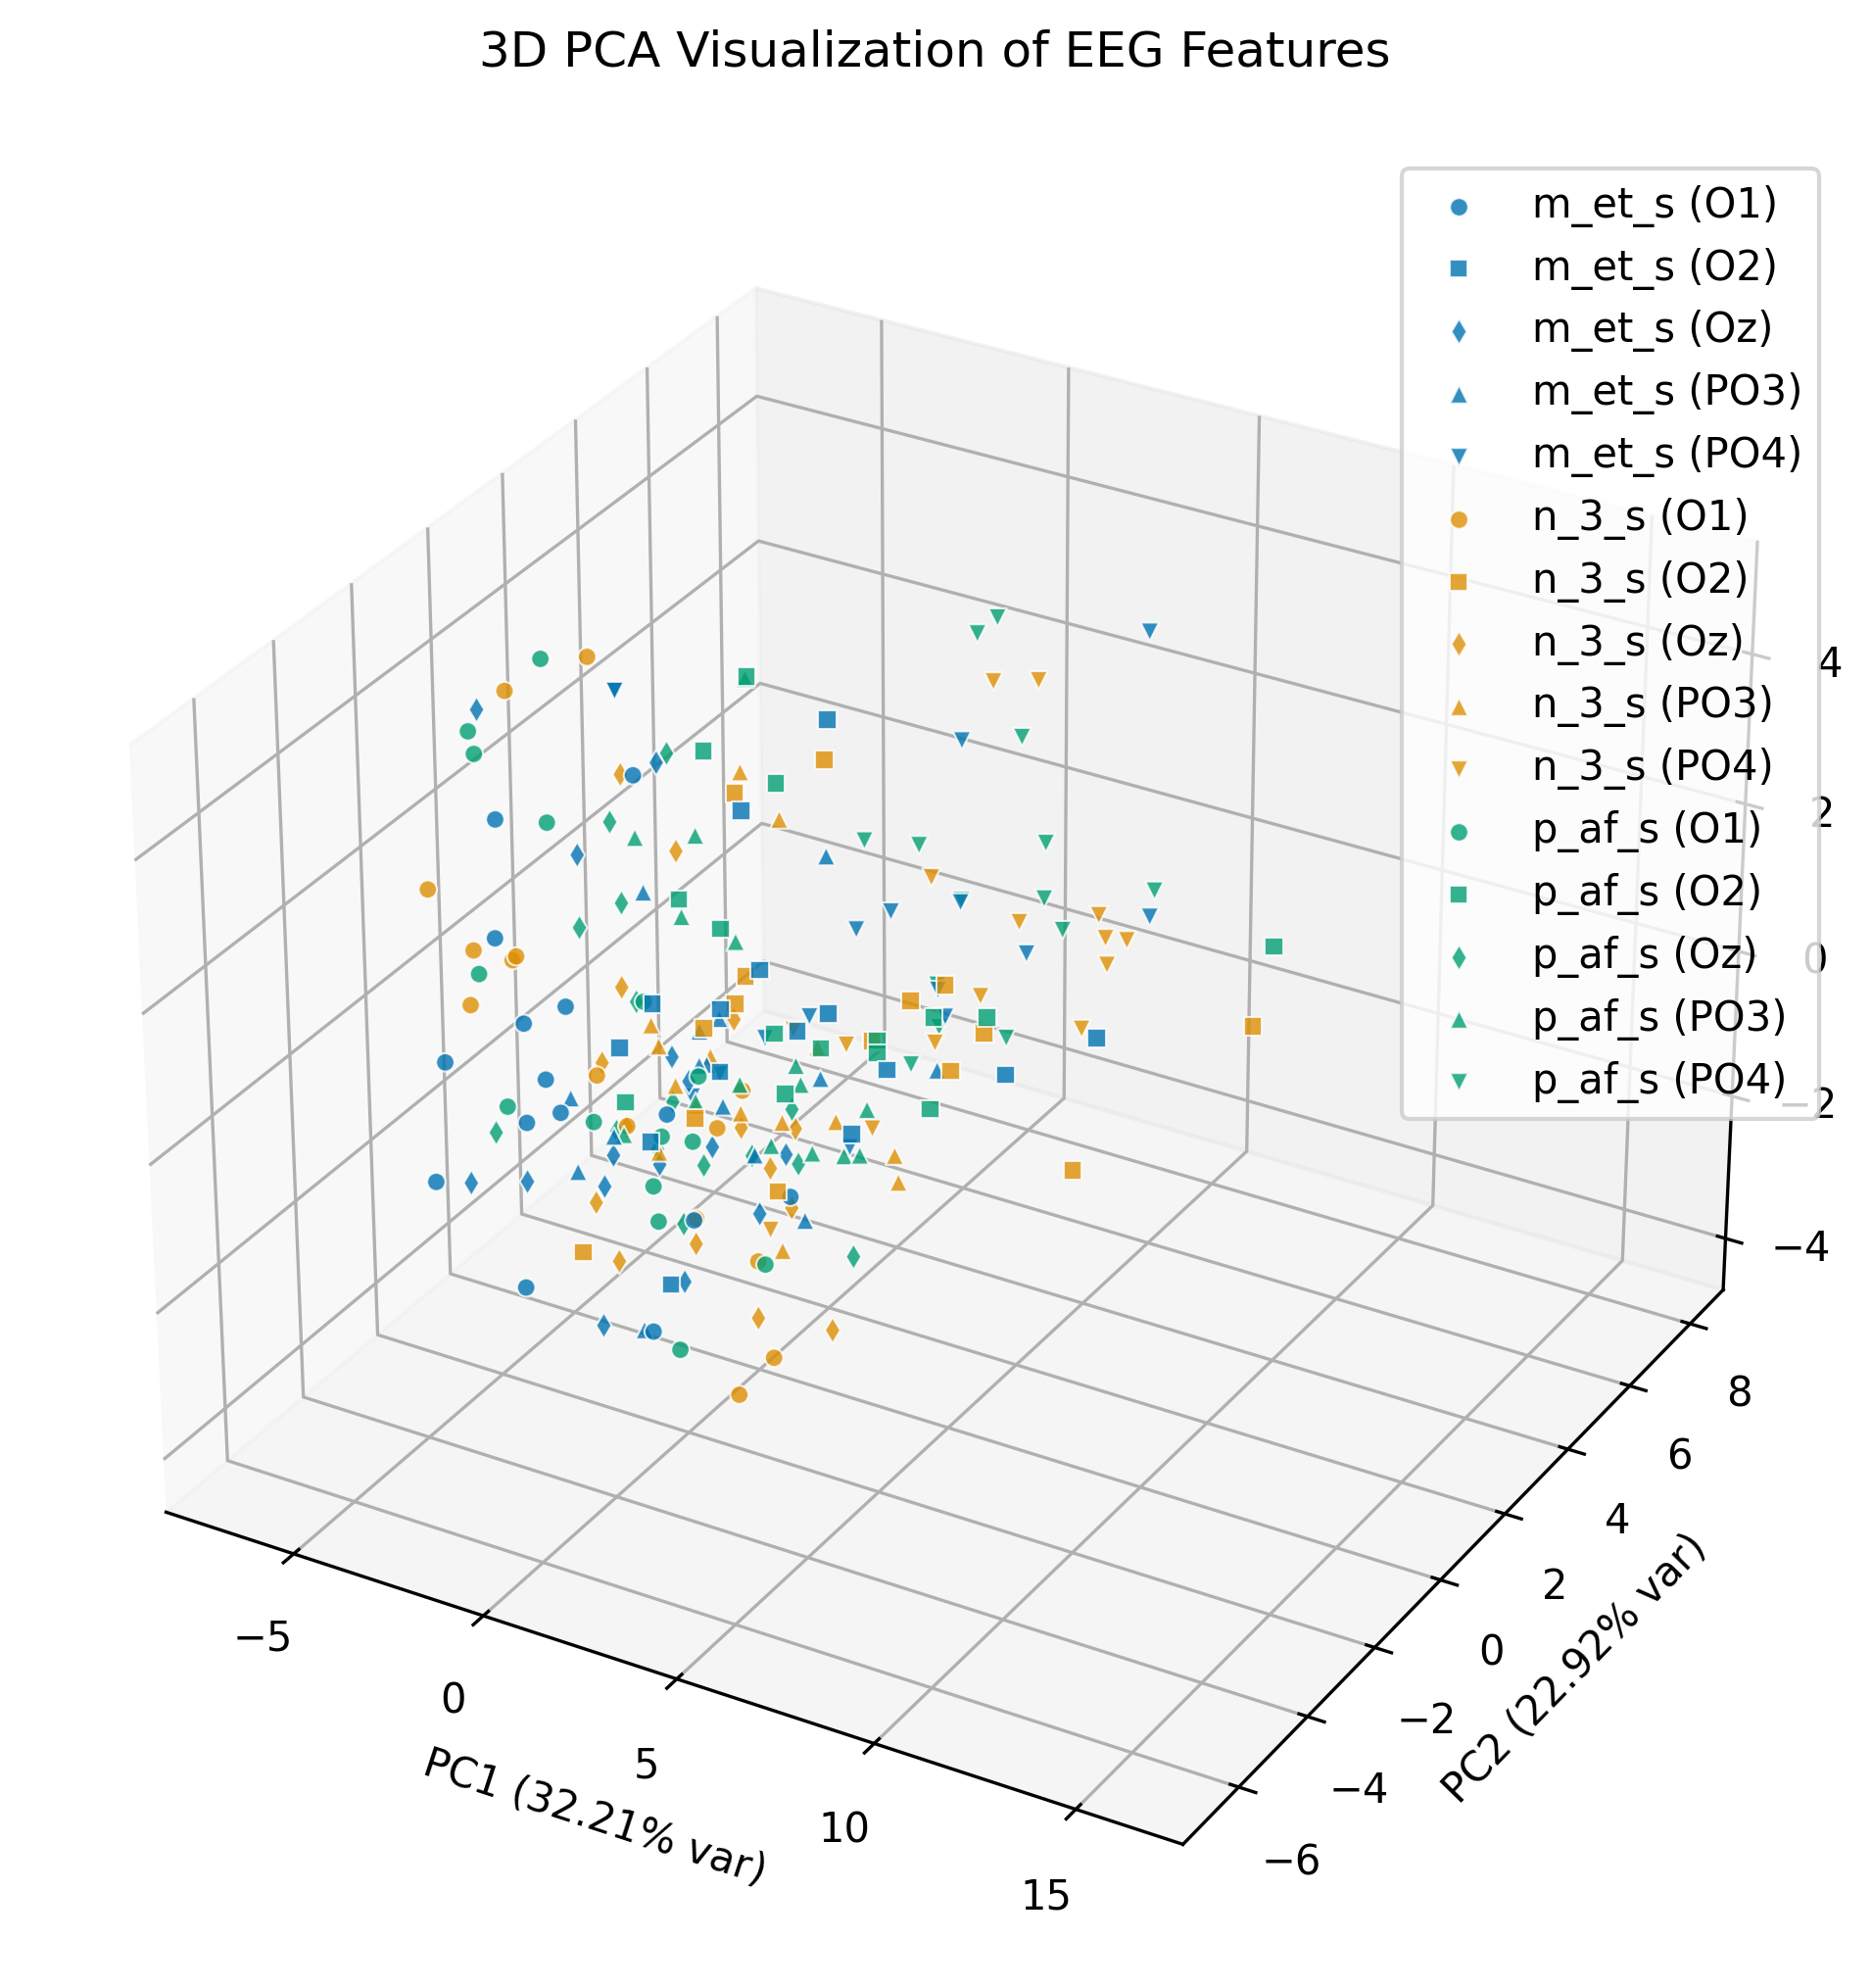 3D PCA Visualization of EEG Features
m_et_s (O1)
m_et_s (O2)
m_et_s (Oz)
m_et_s (PO3)
m_et_s (PO4)
n_3_s (O1)
n_3_s (O2)
n_3_s (Oz)
n_3_s (PO3)
n_3_s (PO4)
p_af_s (O1)
p_af_s (O2)
p_af_s (Oz)
p_af_s (PO3)
p_af_s (PO4)
4
2
0
−2
−4
8
6
4
2
0
−2
−4
−6
PC2 (22.92% var)
−5
0
5
10
15
PC1 (32.21% var)